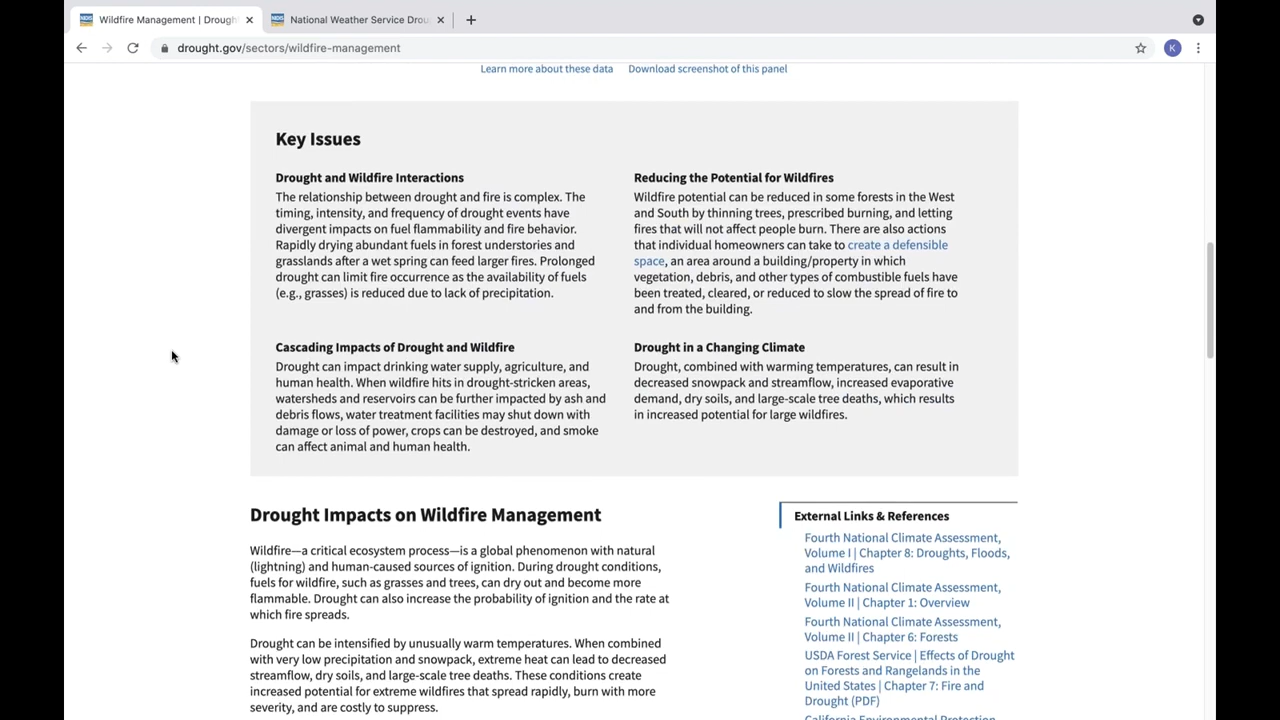 Wildfire Management | Drough
National Weather Service Drou
drought.gov/sectors/wildfire-management
K
Learn more about these data
Download screenshot of this panel
Key Issues
Drought and Wildfire Interactions
The relationship between drought and fire is complex. The
timing, intensity, and frequency of drought events have
divergent impacts on fuel flammability and fire behavior.
Rapidly drying abundant fuels in forest understories and
grasslands after a wet spring can feed larger fires. Prolonged
drought can limit fire occurrence as the availability of fuels
(e.g., grasses) is reduced due to lack of precipitation.
Reducing the Potential for Wildfires
Wildfire potential can be reduced in some forests in the West
and South by thinning trees, prescribed burning, and letting
fires that will not affect people burn. There are also actions
that individual homeowners can take to create a defensible
space, an area around a building/property in which
vegetation, debris, and other types of combustible fuels have
been treated, cleared, or reduced to slow the spread of fire to
and from the building.
Cascading Impacts of Drought and Wildfire
Drought can impact drinking water supply, agriculture, and
human health. When wildfire hits in drought-stricken areas,
watersheds and reservoirs can be further impacted by ash and
debris flows, water treatment facilities may shut down with
damage or loss of power, crops can be destroyed, and smoke
can affect animal and human health.
Drought in a Changing Climate
Drought, combined with warming temperatures, can result in
decreased snowpack and streamflow, increased evaporative
demand, dry soils, and large-scale tree deaths, which results
in increased potential for large wildfires.
Drought Impacts on Wildfire Management
Wildfire—a critical ecosystem process—is a global phenomenon with natural
(lightning) and human-caused sources of ignition. During drought conditions,
fuels for wildfire, such as grasses and trees, can dry out and become more
flammable. Drought can also increase the probability of ignition and the rate at
which fire spreads.
Drought can be intensified by unusually warm temperatures. When combined
with very low precipitation and snowpack, extreme heat can lead to decreased
streamflow, dry soils, and large-scale tree deaths. These conditions create
increased potential for extreme wildfires that spread rapidly, burn with more
severity, and are costly to suppress.
External Links & References
Fourth National Climate Assessment,
Volume I | Chapter 8: Droughts, Floods,
and Wildfires
Fourth National Climate Assessment,
Volume II | Chapter 1: Overview
Fourth National Climate Assessment,
Volume II | Chapter 6: Forests
USDA Forest Service | Effects of Drought
on Forests and Rangelands in the
United States | Chapter 7: Fire and
Drought (PDF)
California Environmental Protection